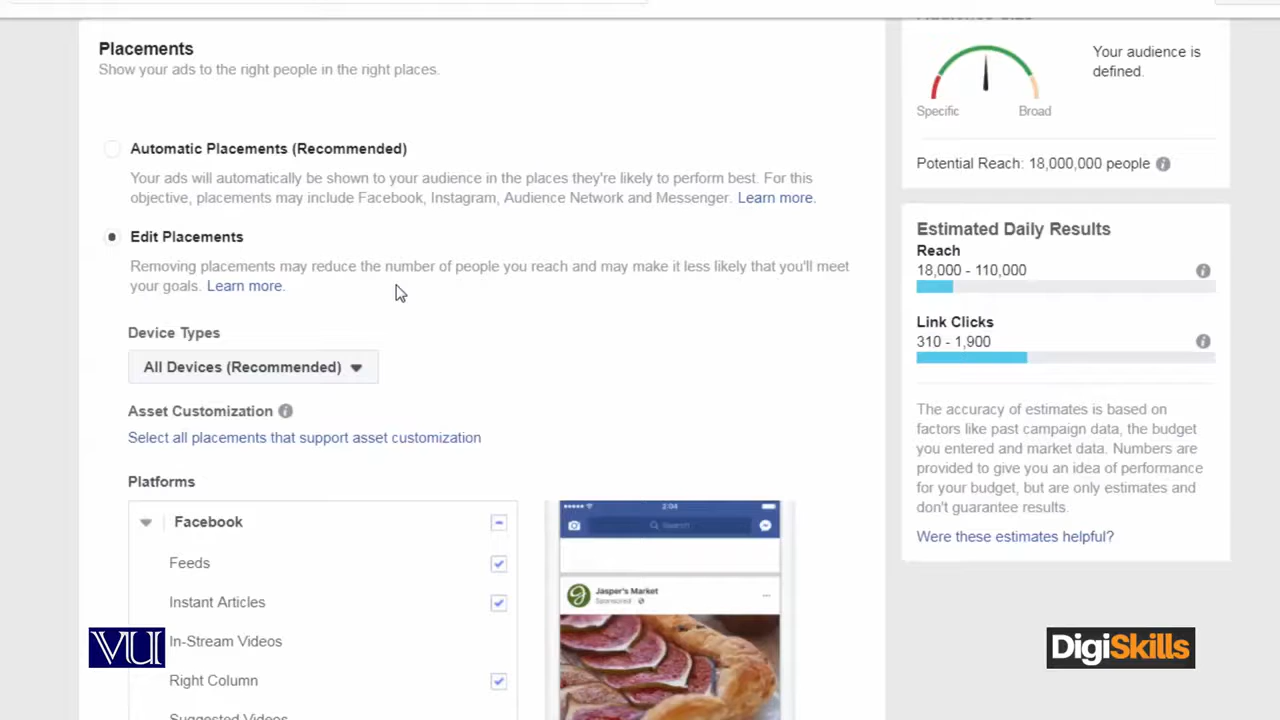 Placements
Show your ads to the right people in the right places.
Automatic Placements (Recommended)
Your ads will automatically be shown to your audience in the places they're likely to perform best. For this
objective, placements may include Facebook, Instagram, Audience Network and Messenger. Learn more.
Edit Placements
Removing placements may reduce the number of people you reach and may make it less likely that you'll meet
your goals. Learn more.
Device Types
All Devices (Recommended)
Asset Customization
Select all placements that support asset customization
Platforms
Facebook
Feeds
Instant Articles
In-Stream Videos
Right Column
Suggested Videos
2:04
Search
Jasper's Market
Sponsored
Audience Size
Your audience is
defined.
Specific
Broad
Potential Reach: 18,000,000 people
Estimated Daily Results
Reach
18,000 - 110,000
Link Clicks
310 - 1,900
The accuracy of estimates is based on
factors like past campaign data, the budget
you entered and market data. Numbers are
provided to give you an idea of performance
for your budget, but are only estimates and
don't guarantee results.
Were these estimates helpful?
VU
DigiSkills